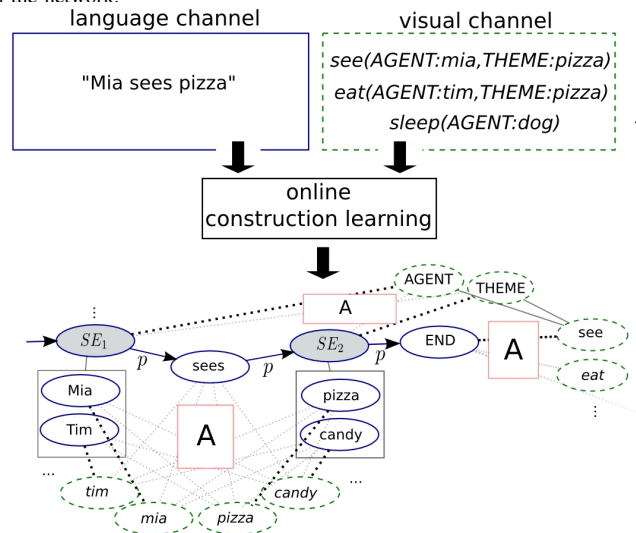 language channel
visual channel
"Mia sees pizza"
see(AGENT:mia,THEME:pizza)
eat(AGENT:tim,THEME:pizza)
sleep(AGENT:dog)
online
construction learning
AGENT
THEME
A
SE1
p
sees
p
SE2
p
END
A
see
eat
Mia
Tim
A
pizza
candy
...
tim
mia
pizza
candy
...